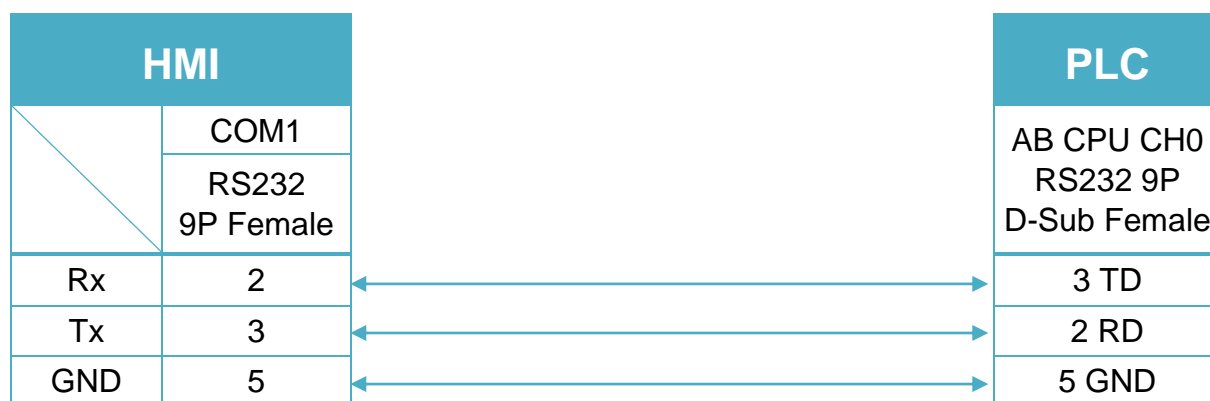 HMI
PLC
COM1
RS232
9P Female
AB CPU CH0
RS232 9P
D-Sub Female
Rx 2 3 TD
Tx 3 2 RD
GND 5 5 GND